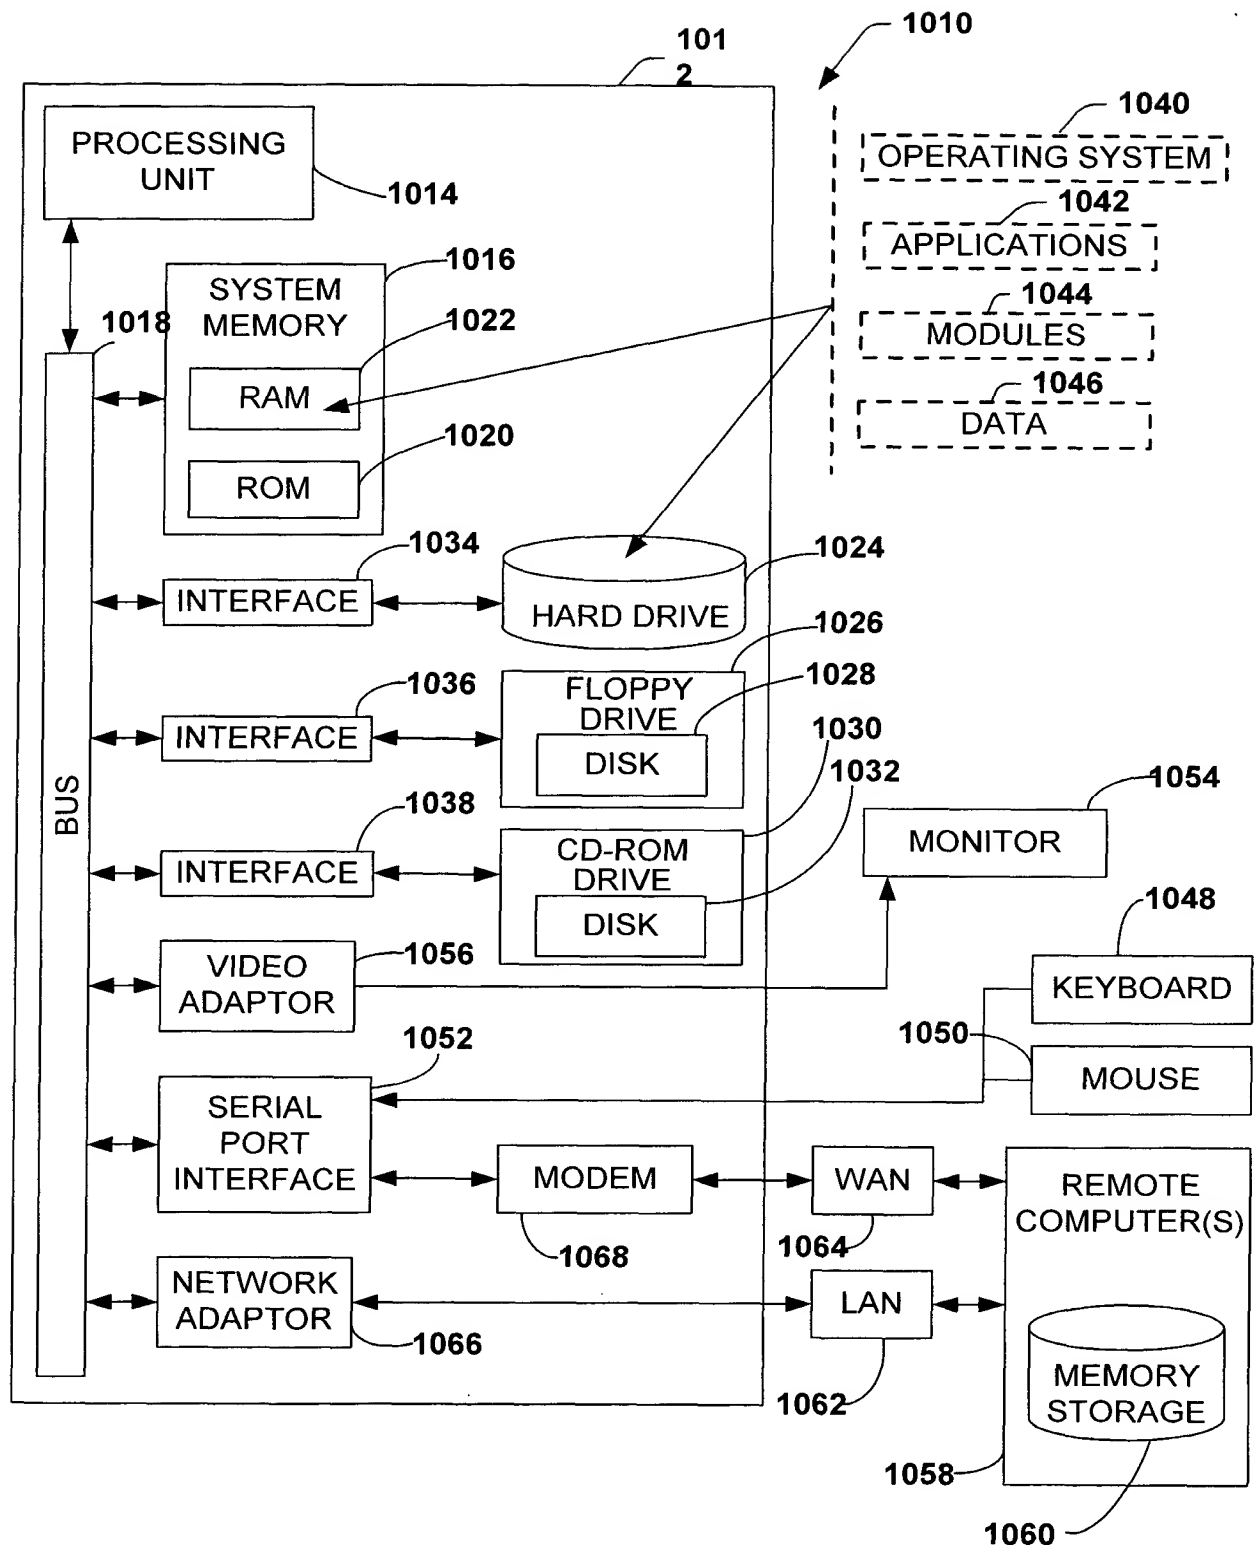 1010
101
2
PROCESSING
UNIT
1014
1040
OPERATING SYSTEM
1042
APPLICATIONS
1044
MODULES
1046
DATA
1016
SYSTEM
MEMORY
1018
1022
RAM
1020
ROM
1034
INTERFACE
1024
HARD DRIVE
1026
1036
INTERFACE
FLOPPY
DRIVE
1028
DISK
1030
1032
1038
INTERFACE
CD-ROM
DRIVE
DISK
BUS
1054
MONITOR
1056
VIDEO
ADAPTOR
1048
KEYBOARD
1050
MOUSE
1052
SERIAL
PORT
INTERFACE
MODEM
1068
WAN
1064
REMOTE
COMPUTER(S)
NETWORK
ADAPTOR
1066
LAN
1062
MEMORY
STORAGE
1058
1060